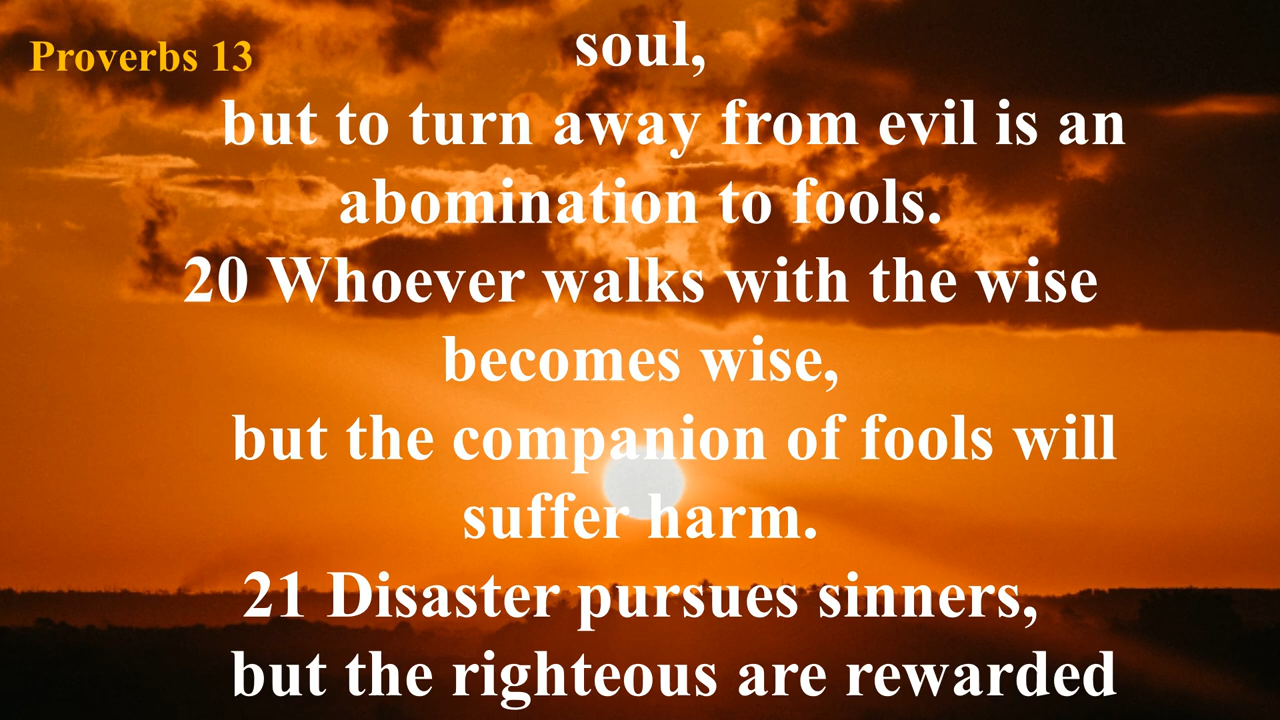 Proverbs 13
soul,
but to turn away from evil is an
abomination to fools.
20 Whoever walks with the wise
becomes wise,
but the companion of fools will
suffer harm.
21 Disaster pursues sinners,
but the righteous are rewarded